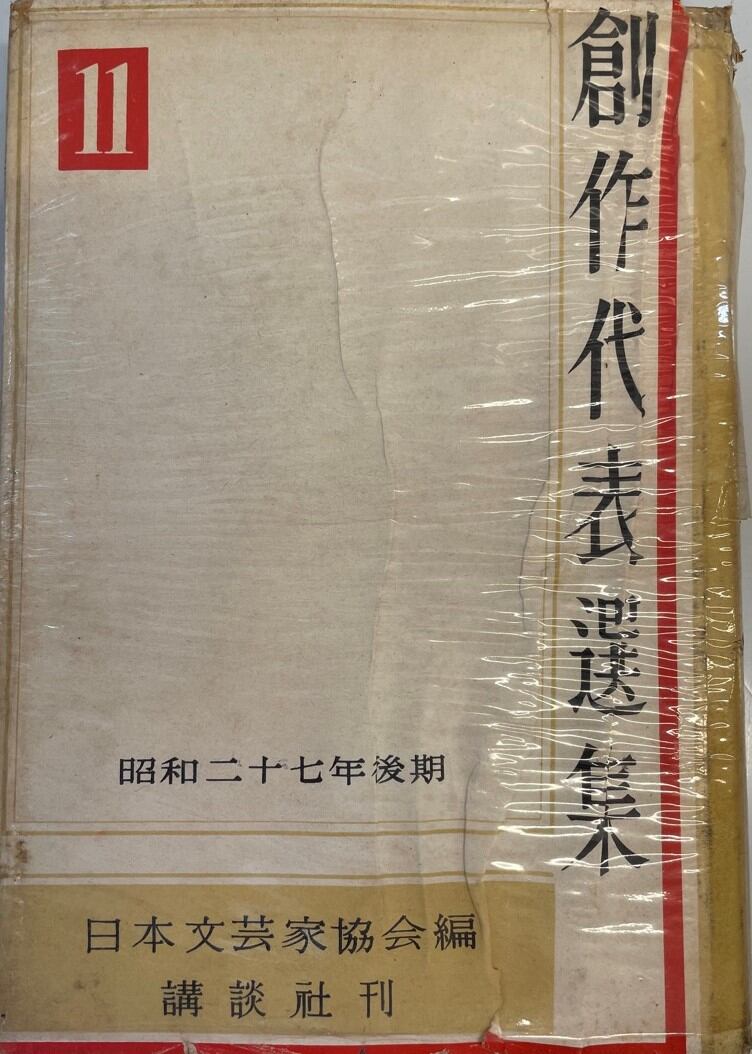 創作代表選集
11
昭和二十七年後期
日本文芸家協会編
講談社刊